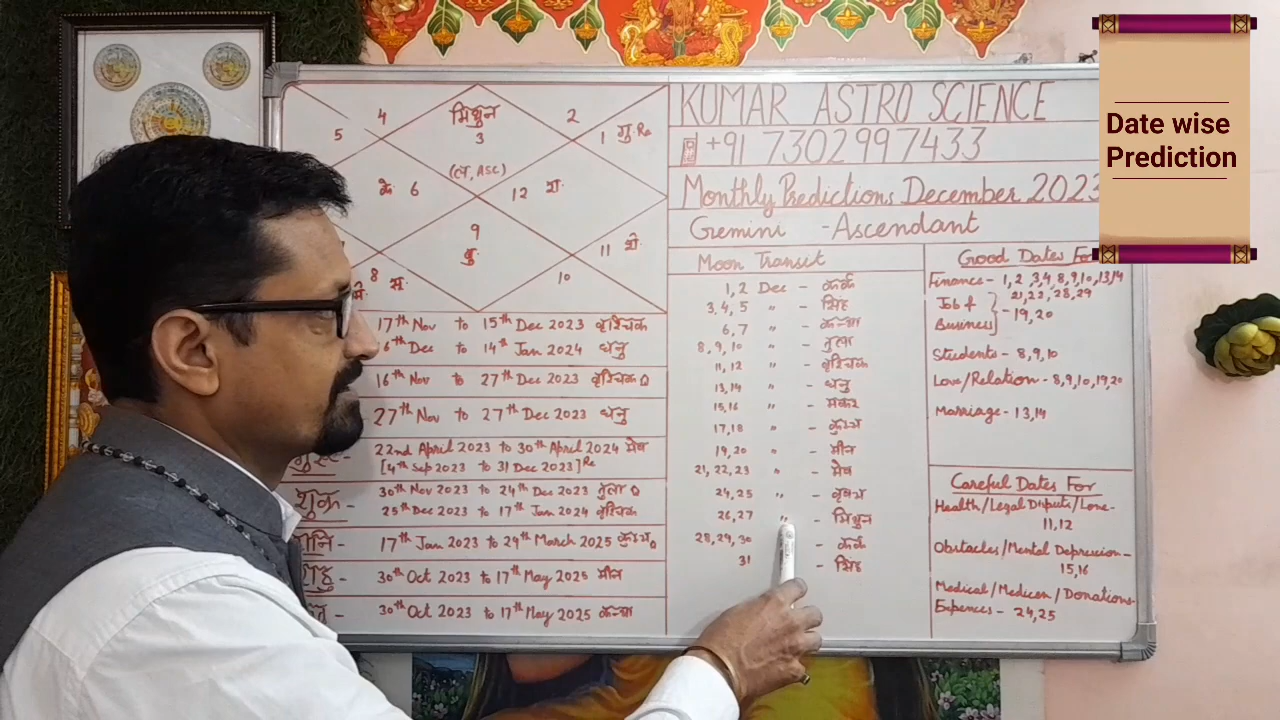 4
मिथुन
2
5
3
1 गु. Re
(लं, ASC)
के 6
12 रा.
9
बु.
11 श.
8 सू.
10
17th Nov to 15th Dec 2023 वृश्चिक
6th Dec to 14th Jan 2024 धनु
16th Nov to 27th Dec 2023 वृश्चिक
27th Nov to 27th Dec 2023 धनु
गुरु - 22nd April 2023 to 30th April 2024 मेष
[4th Sep 2023 to 31 Dec 2023] Re
शुक्र - 30th Nov 2023 to 24th Dec 2023 तुला
25th Dec 2023 to 17th Jan 2024 वृश्चिक
शनि - 17th Jan 2023 to 29th March 2025 कुम्भ
राहु - 30th Oct 2023 to 17th May 2025 मीन
30th Oct 2023 to 17th May 2025 कन्या
KUMAR ASTRO SCIENCE
+91 7302997433
Monthly Predictions December 2023
Gemini - Ascendant
Moon Transit
1, 2 Dec - कर्क
3, 4, 5 " - सिंह
6, 7 " - कन्या
8, 9, 10 " - तुला
11, 12 " - वृश्चिक
13, 14 " - धनु
15, 16 " - मकर
17, 18 " - कुम्भ
19, 20 " - मीन
21, 22, 23 " - मेष
24, 25 " - वृषभ
26, 27 " - मिथुन
28, 29, 30 - कर्क
31 - सिंह
Good Dates For
Finance - 1, 2, 3, 4, 8, 9, 10, 13, 14
21, 22, 28, 29
Job & Business - 19, 20
Students - 8, 9, 10
Love/Relation - 8, 9, 10, 19, 20
Marriage - 13, 14
Careful Dates For
Health/Legal Dispute/Love -
11, 12
Obstacles/Mental Depression -
15, 16
Medical/Medicen/Donations
Expences - 24, 25
Date wise
Prediction